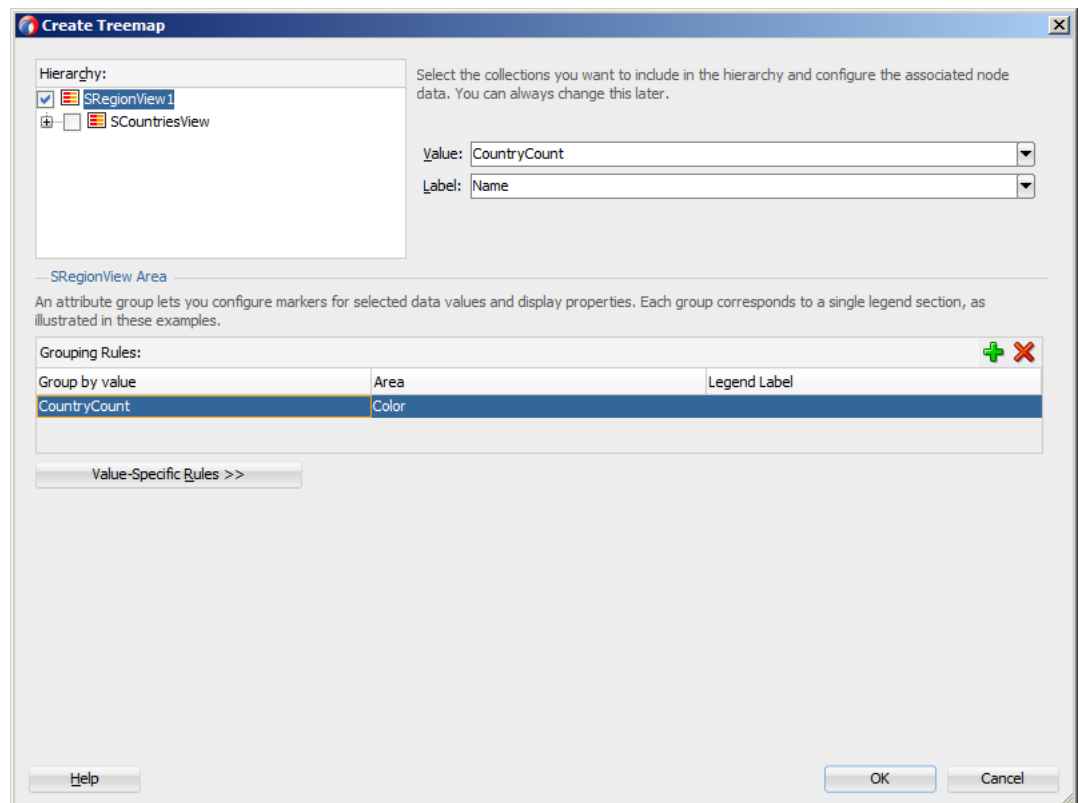 Create Treemap
Hierarchy:
SRegionView1
SCountriesView
Select the collections you want to include in the hierarchy and configure the associated node
data. You can always change this later.
Value: CountryCount
Label: Name
SRegionView Area
An attribute group lets you configure markers for selected data values and display properties. Each group corresponds to a single legend section, as
illustrated in these examples.
Grouping Rules:
Group by value Area Legend Label
CountryCount Color
Value-Specific Rules >>
Help OK Cancel